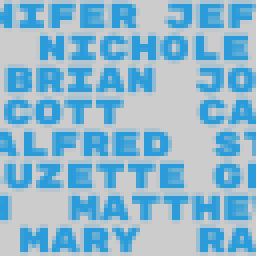 NIFER JEF
NICHOLE
BRIAN JO
COTT CA
ALFRED ST
UZETTE G
MATTHE
MARY RA